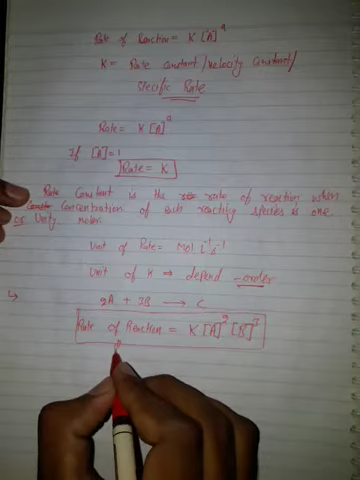 Rate of Reaction = K [A]^a
K = Rate constant / velocity constant /
specific Rate
Rate = K [A]^a
If [A] = 1
Rate = K
Rate Constant is the rate of reaction when
Concentration of each reacting species is one
or Unity molar.
Unit of Rate = Mol L^-1 s^-1
Unit of K ⇒ depend order
2A + 3B → C
Rate of Reaction = K [A]^2 [B]^3